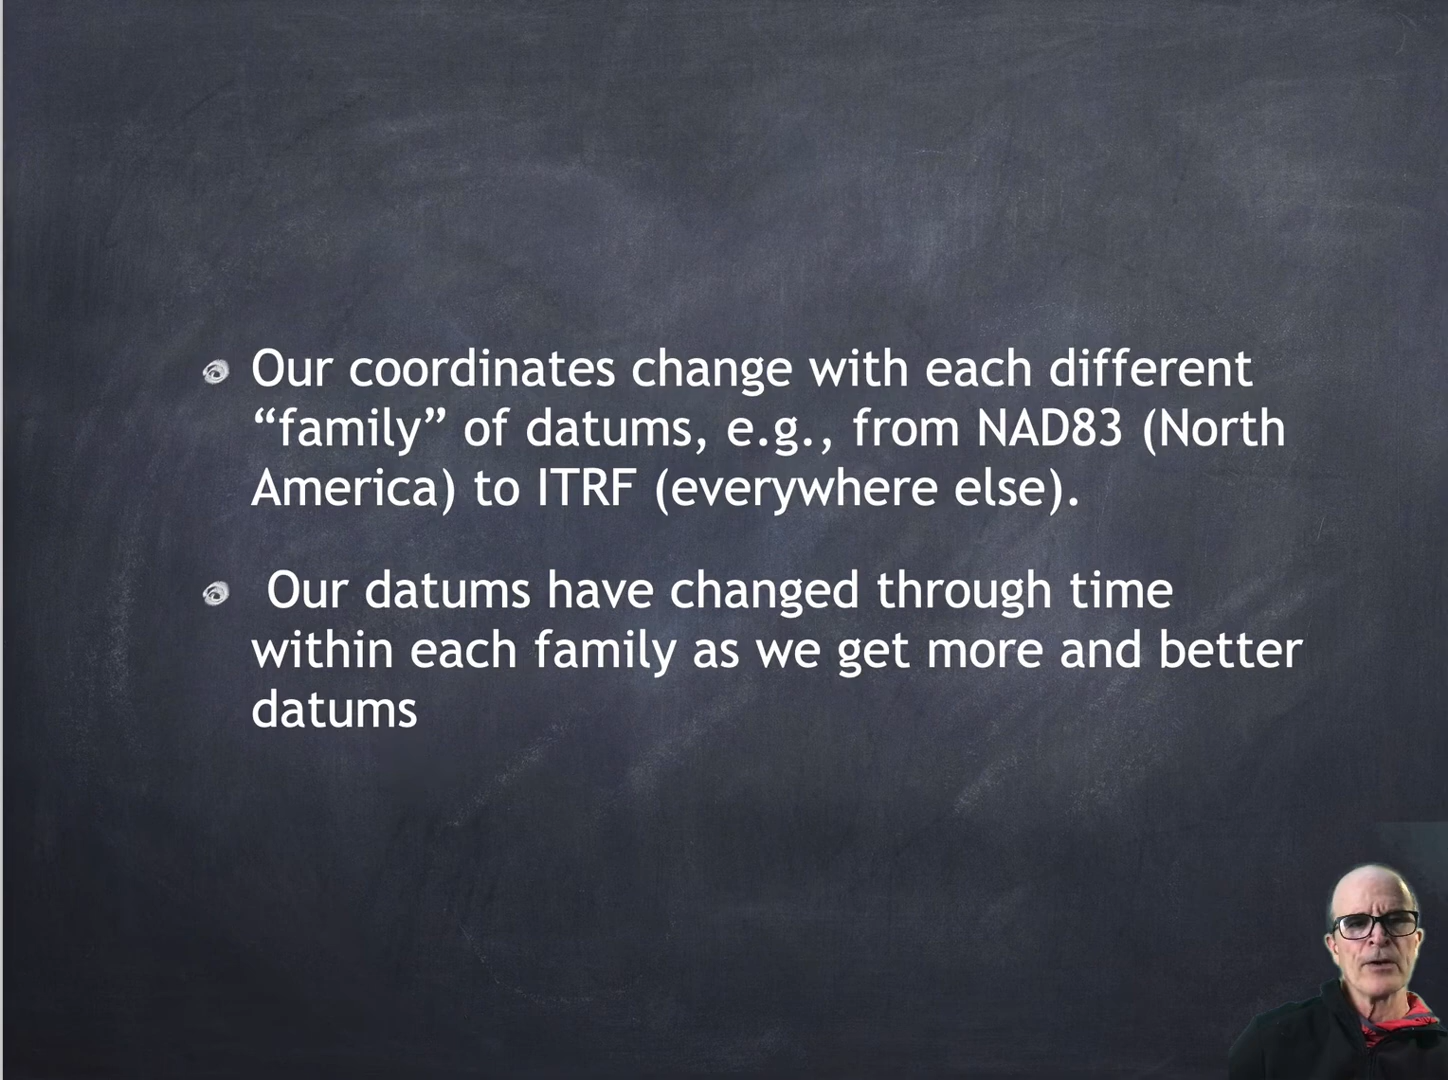 Our coordinates change with each different
“family” of datums, e.g., from NAD83 (North
America) to ITRF (everywhere else).
Our datums have changed through time
within each family as we get more and better
datums